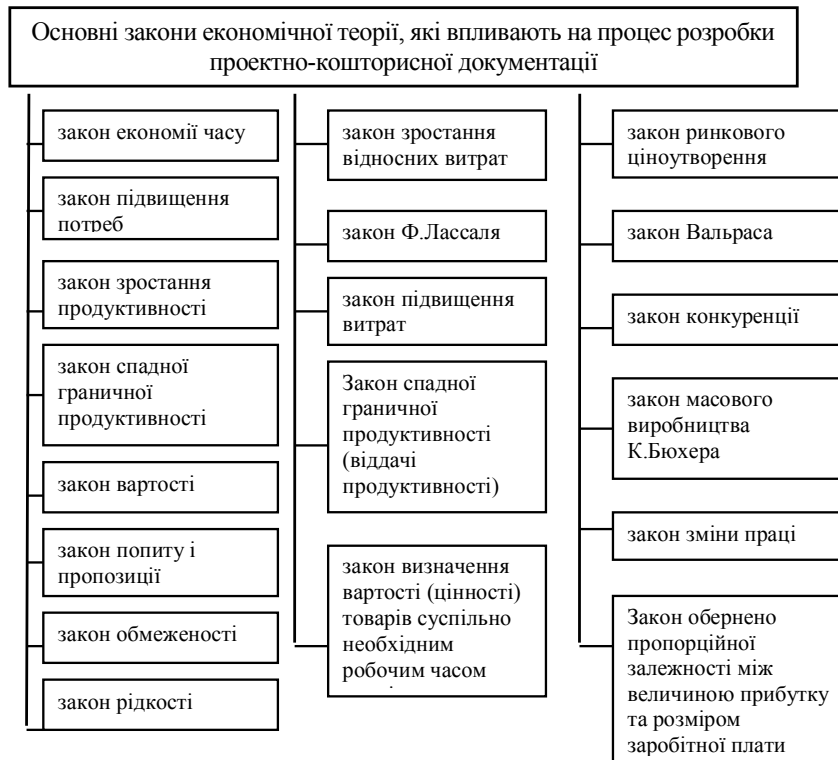 Основні закони економічної теорії, які впливають на процес розробки
проектно-кошторисної документації
закон економії часу
закон підвищення
потреб
закон зростання
продуктивності
закон спадної
граничної
продуктивності
закон вартості
закон попиту і
пропозиції
закон обмеженості
закон рідкості
закон зростання
відносних витрат
закон Ф.Лассаля
закон підвищення
витрат
Закон спадної
граничної
продуктивності
(віддачі
продуктивності)
закон визначення
вартості (цінності)
товарів суспільно
необхідним
робочим часом
закон ринкового
ціноутворення
закон Вальраса
закон конкуренції
закон масового
виробництва
К.Бюхера
закон зміни праці
Закон обернено
пропорційної
залежності між
величиною прибутку
та розміром
заробітної плати